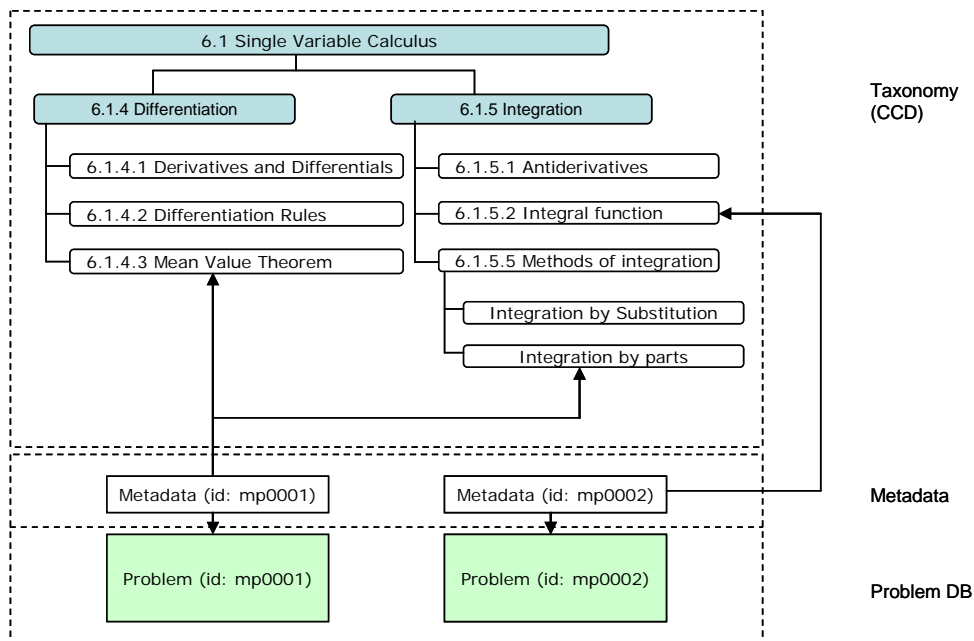 6.1 Single Variable Calculus
6.1.4 Differentiation
6.1.5 Integration
Taxonomy
(CCD)
6.1.4.1 Derivatives and Differentials
6.1.5.1 Antiderivatives
6.1.4.2 Differentiation Rules
6.1.5.2 Integral function
6.1.4.3 Mean Value Theorem
6.1.5.5 Methods of integration
Integration by Substitution
Integration by parts
Metadata (id: mp0001)
Metadata (id: mp0002)
Metadata
Problem (id: mp0001)
Problem (id: mp0002)
Problem DB